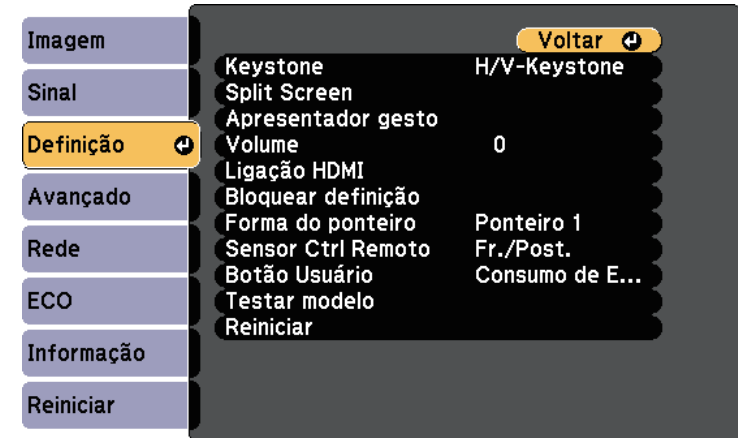 Imagem
Sinal
Definição
Avançado
Rede
ECO
Informação
Reiniciar
Voltar
Keystone H/V-Keystone
Split Screen
Apresentador gesto
Volume 0
Ligação HDMI
Bloquear definição
Forma do ponteiro Ponteiro 1
Sensor Ctrl Remoto Fr./Post.
Botão Usuário Consumo de E...
Testar modelo
Reiniciar